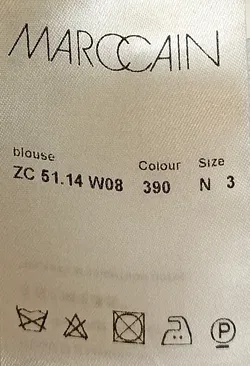 MARCCAIN
blouse Colour Size
ZC 51.14 W08 390 N 3
P